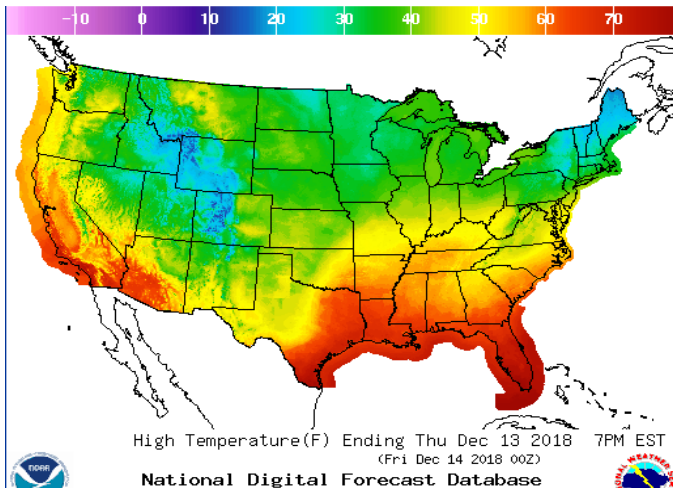 -10 0 10 20 30 40 50 60 70
High Temperature(F) Ending Thu Dec 13 2018 7PM EST
(Fri Dec 14 2018 00Z)
National Digital Forecast Database
NOAA